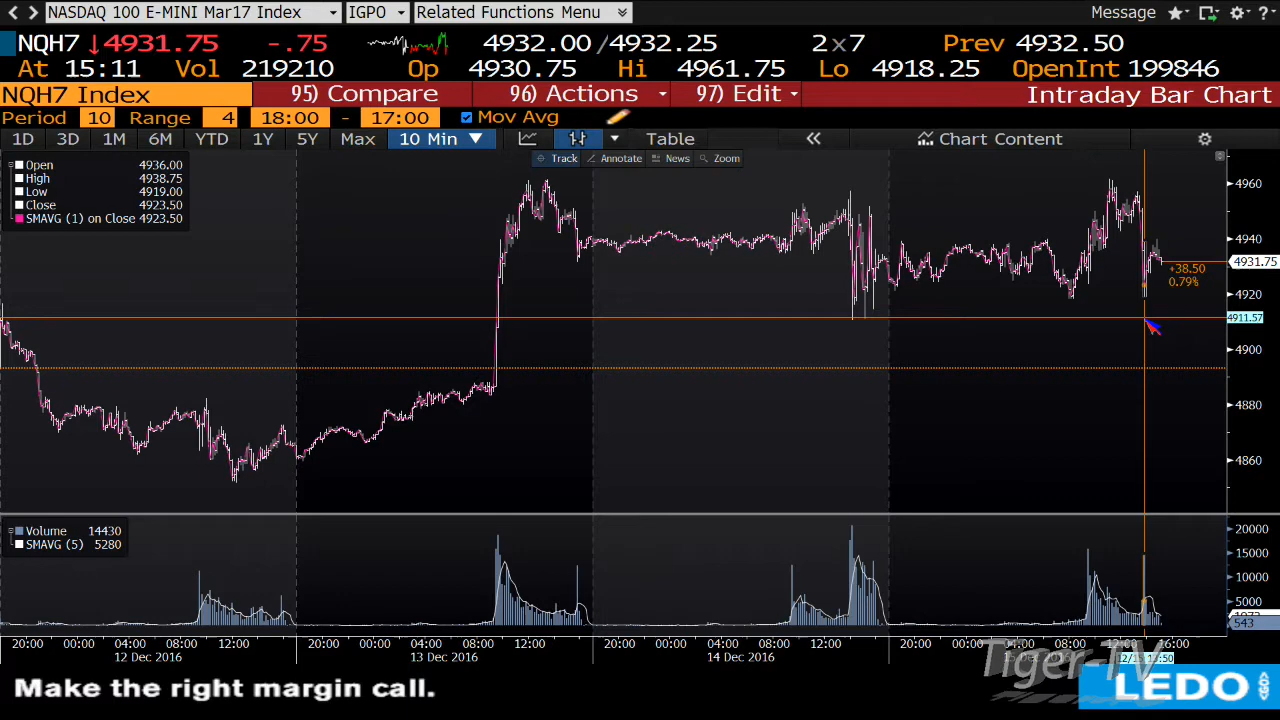 NASDAQ 100 E-MINI Mar17 Index IGPO Related Functions Menu Message
NQH7 ↓4931.75 -.75 4932.00 /4932.25 2x7 Prev 4932.50
At 15:11 Vol 219210 Op 4930.75 Hi 4961.75 Lo 4918.25 OpenInt 199846
NQH7 Index 95) Compare 96) Actions 97) Edit Intraday Bar Chart
Period 10 Range 4 18:00 - 17:00 Mov Avg
1D 3D 1M 6M YTD 1Y 5Y Max 10 Min ▼ Table « Chart Content
Track Annotate News Zoom
Open 4936.00
High 4938.75
Low 4919.00
Close 4923.50
SMAVG (1) on Close 4923.50
4960
4940
4931.75
+38.50
0.79%
4920
4911.57
4900
4880
4860
Volume 14430
SMAVG (5) 5280
20000
15000
10000
5000
543
20:00 00:00 04:00 08:00 12:00 20:00 00:00 04:00 08:00 12:00 20:00 00:00 04:00 08:00 12:00 20:00 00:00 04:00 08:00 12:00 16:00
12 Dec 2016 13 Dec 2016 14 Dec 2016
Tiger-TV
Make the right margin call. LEDO